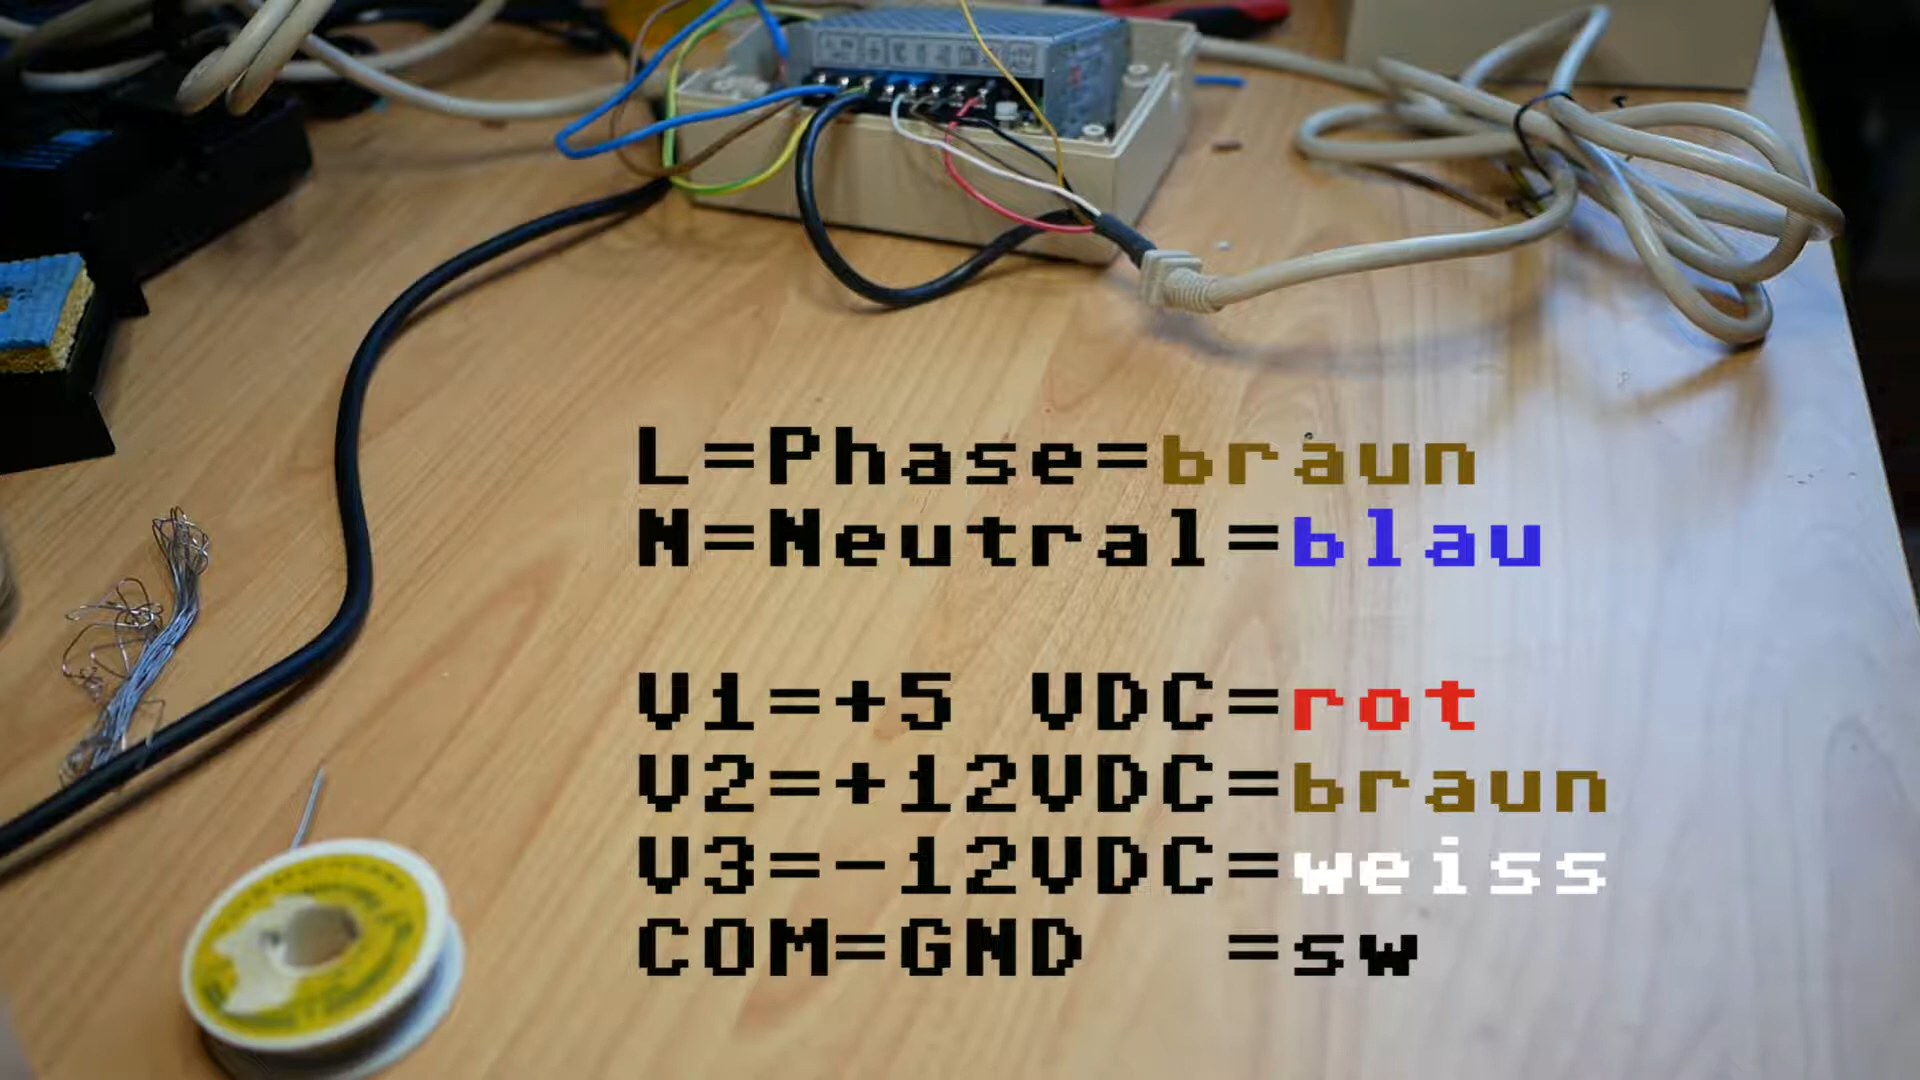 L=Phase=braun
N=Neutral=blau
V1=+5 VDC=rot
V2=+12VDC=braun
V3=-12VDC=weiss
COM=GND =sw